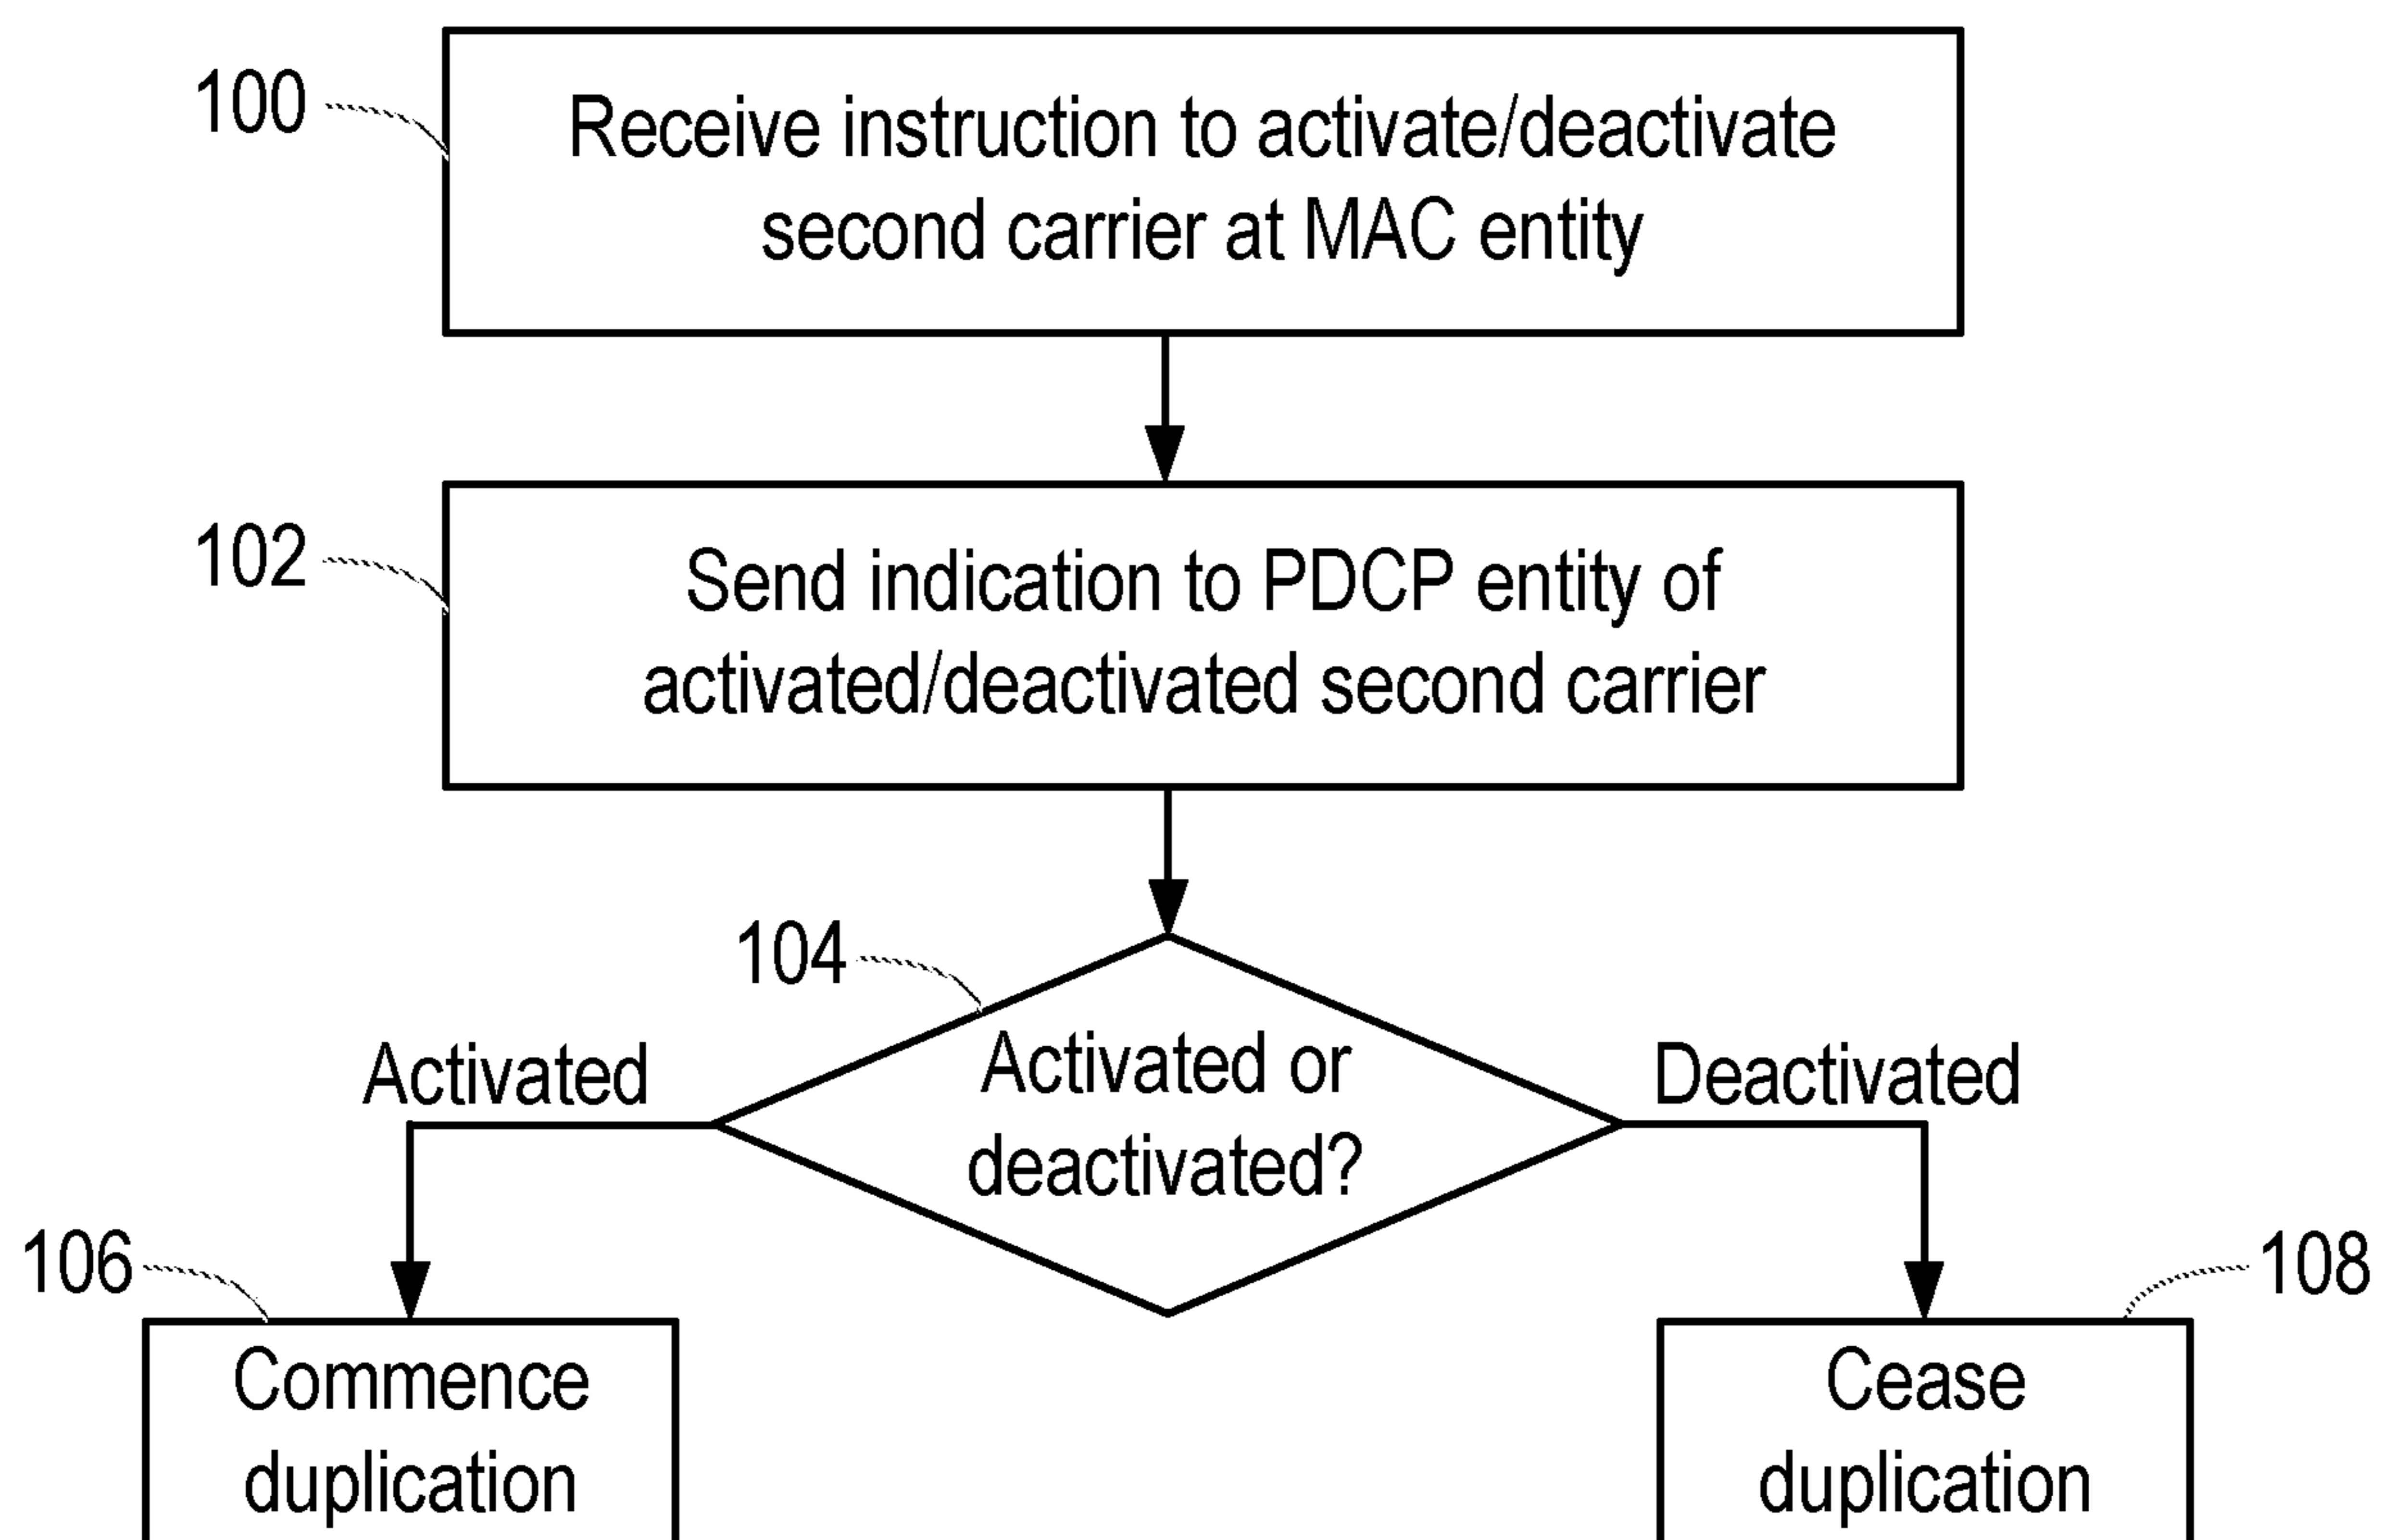 100
Receive instruction to activate/deactivate
second carrier at MAC entity
102
Send indication to PDCP entity of
activated/deactivated second carrier
104
Activated or
deactivated?
Activated
Deactivated
106
Commence
duplication
108
Cease
duplication